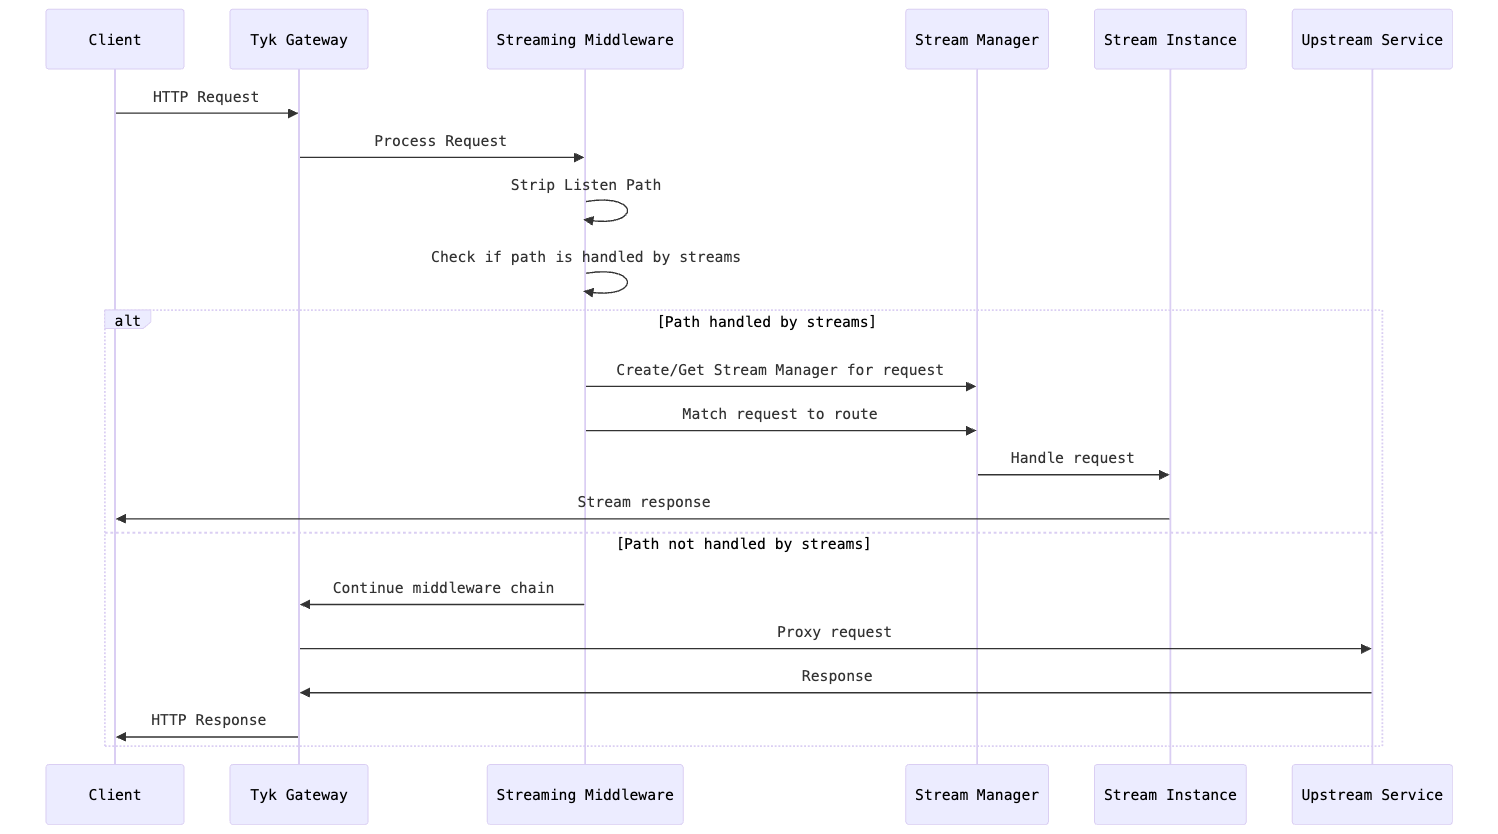 Client
Tyk Gateway
Streaming Middleware
Stream Manager
Stream Instance
Upstream Service
HTTP Request
Process Request
Strip Listen Path
Check if path is handled by streams
alt
[Path handled by streams]
Create/Get Stream Manager for request
Match request to route
Handle request
Stream response
[Path not handled by streams]
Continue middleware chain
Proxy request
Response
HTTP Response
Client
Tyk Gateway
Streaming Middleware
Stream Manager
Stream Instance
Upstream Service